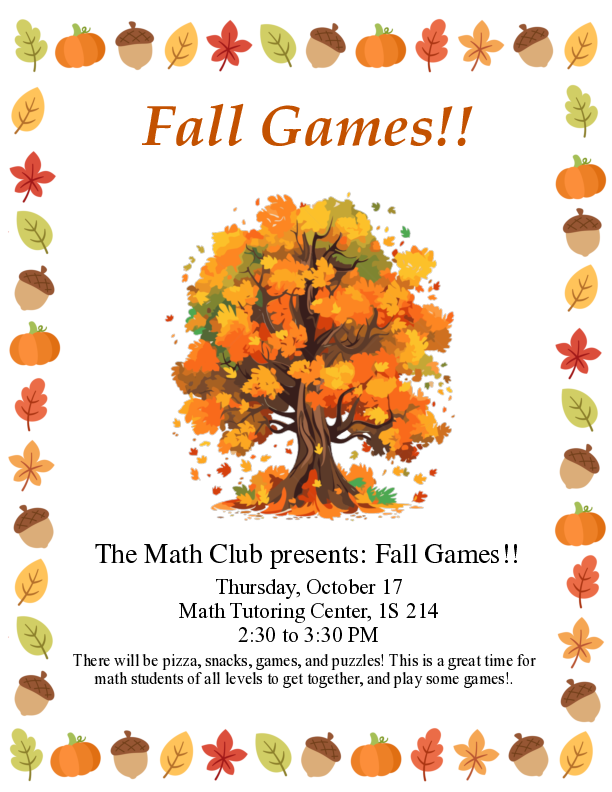 Fall Games!!
The Math Club presents: Fall Games!!
Thursday, October 17
Math Tutoring Center, 1S 214
2:30 to 3:30 PM
There will be pizza, snacks, games, and puzzles! This is a great time for
math students of all levels to get together, and play some games!.